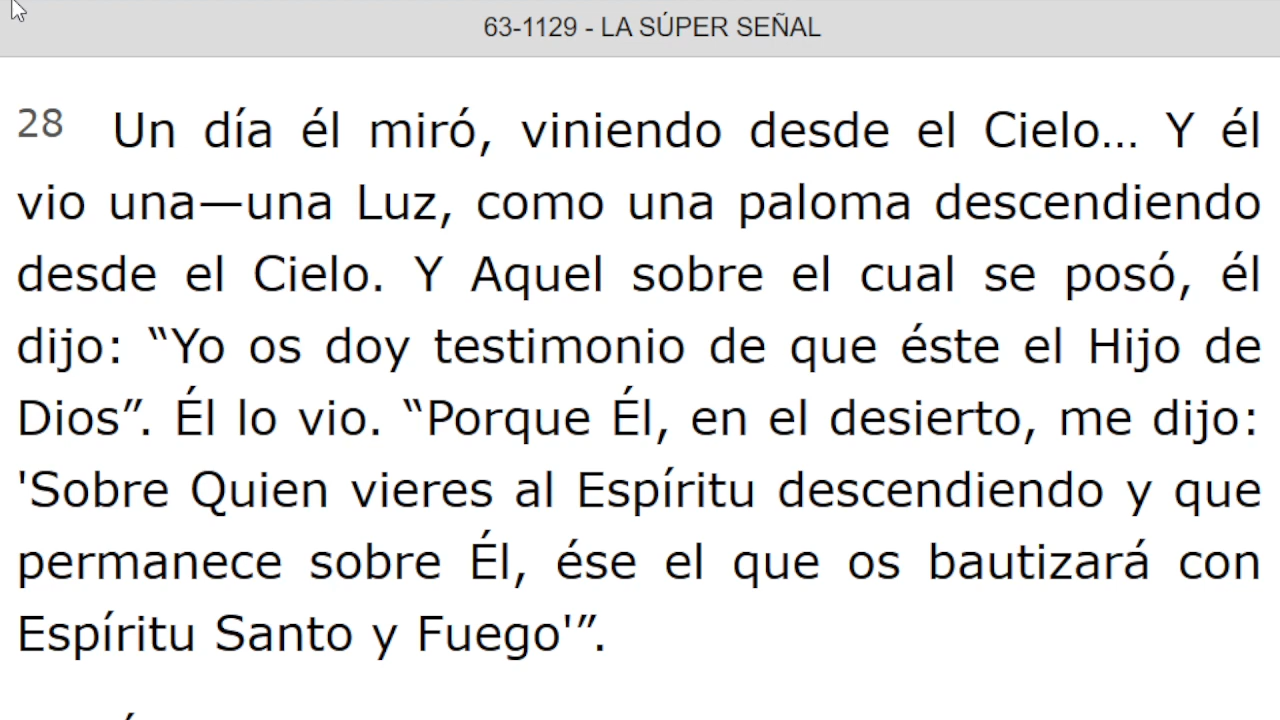 63-1129 - LA SÚPER SEÑAL
28 Un día él miró, viniendo desde el Cielo... Y él
vio una—una Luz, como una paloma descendiendo
desde el Cielo. Y Aquel sobre el cual se posó, él
dijo: “Yo os doy testimonio de que éste el Hijo de
Dios”. Él lo vio. “Porque Él, en el desierto, me dijo:
'Sobre Quien vieres al Espíritu descendiendo y que
permanece sobre Él, ése el que os bautizará con
Espíritu Santo y Fuego'”.